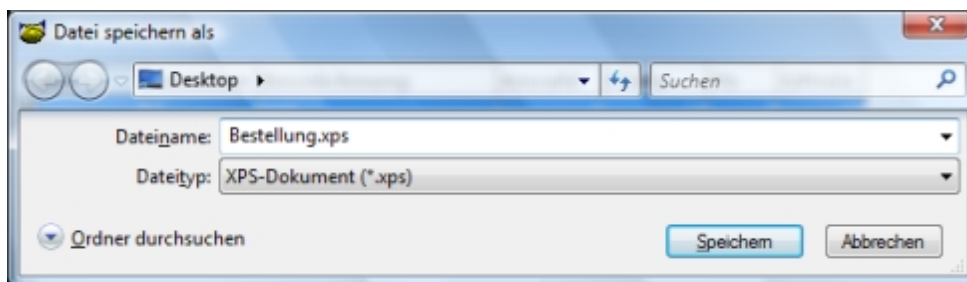 Datei speichern als
Desktop
Suchen
Dateiname: Bestellung.xps
Dateityp: XPS-Dokument (*.xps)
Ordner durchsuchen Speichern Abbrechen